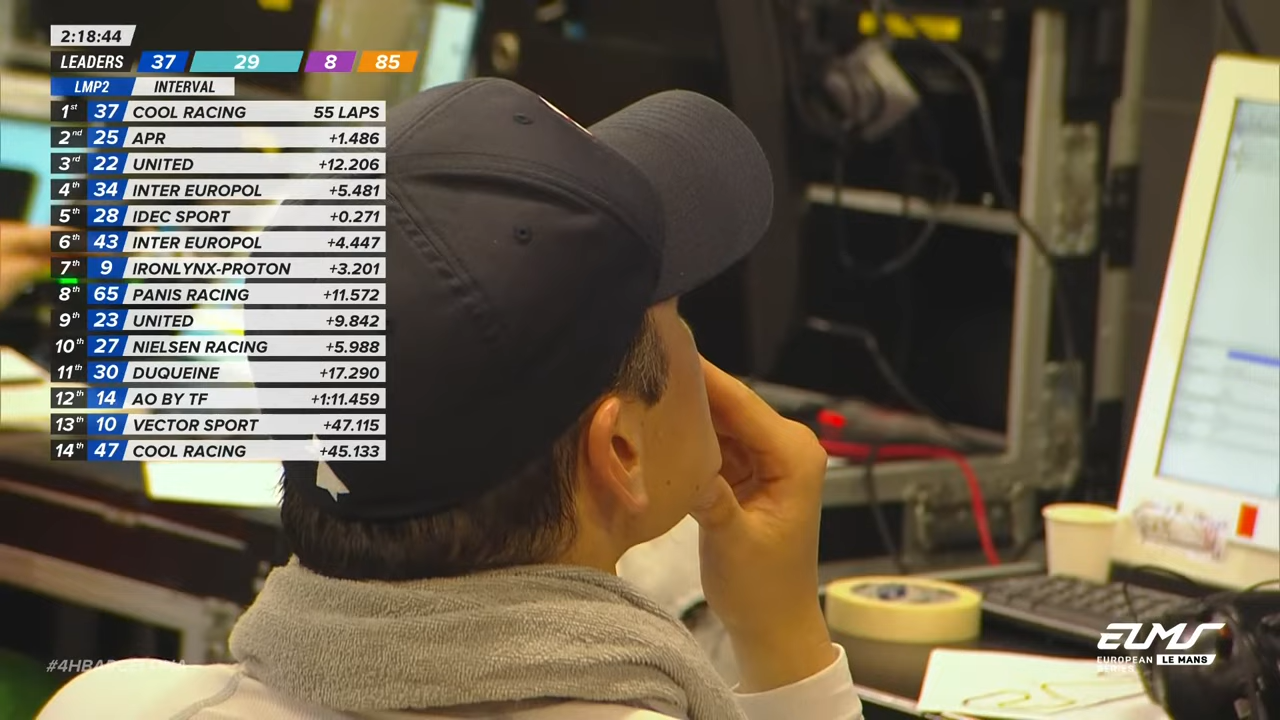 2:18:44
LEADERS 37 29 8 85
LMP2 INTERVAL
1st 37 COOL RACING 55 LAPS
2nd 25 APR +1.486
3rd 22 UNITED +12.206
4th 34 INTER EUROPOL +5.481
5th 28 IDEC SPORT +0.271
6th 43 INTER EUROPOL +4.447
7th 9 IRONLYNX-PROTON +3.201
8th 65 PANIS RACING +11.572
9th 23 UNITED +9.842
10th 27 NIELSEN RACING +5.988
11th 30 DUQUEINE +17.290
12th 14 AO BY TF +1:11.459
13th 10 VECTOR SPORT +47.115
14th 47 COOL RACING +45.133
ELMS
EUROPEAN LE MANS
SERIES